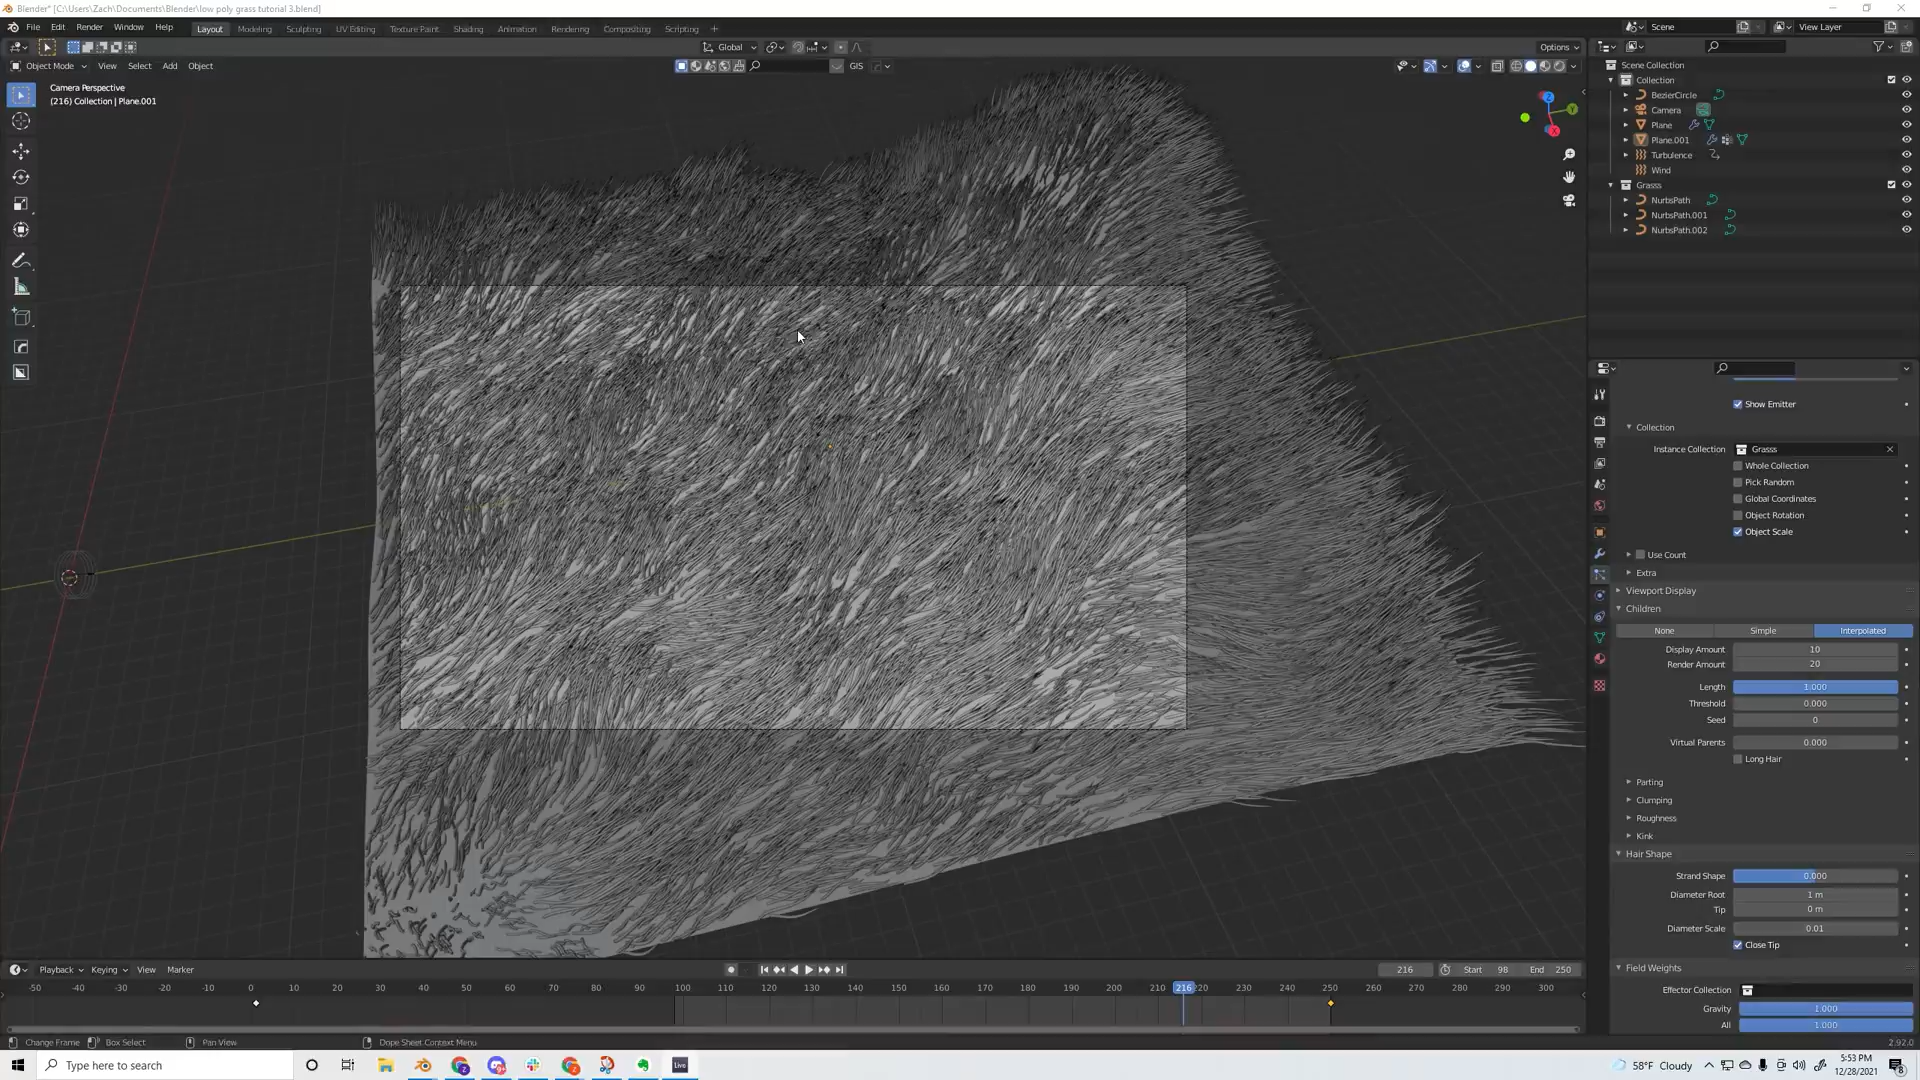 Blender* [C:\Users\Zach\Documents\Blender\low poly grass tutorial 3.blend]
File Edit Render Window Help Layout Modeling Sculpting UV Editing Texture Paint Shading Animation Rendering Compositing Scripting + Scene View Layer
Global Options
Object Mode View Select Add Object GIS
Camera Perspective
(216) Collection | Plane.001
Scene Collection
Collection
BezierCircle
Camera
Plane
Plane.001
Turbulence
Wind
Grasss
NurbsPath
NurbsPath.001
NurbsPath.002
Show Emitter
Collection
Instance Collection Grasss
Whole Collection
Pick Random
Global Coordinates
Object Rotation
Object Scale
Use Count
Extra
Viewport Display
Children
None Simple Interpolated
Display Amount 10
Render Amount 20
Length 1.000
Threshold 0.000
Seed 0
Virtual Parents 0.000
Long Hair
Parting
Clumping
Roughness
Kink
Hair Shape
Strand Shape 0.000
Diameter Root 1 m
Tip 0 m
Diameter Scale 0.01
Close Tip
Field Weights
Effector Collection
Gravity 1.000
All 1.000
Playback Keying View Marker 216 Start 98 End 250
-50 -40 -30 -20 -10 0 10 20 30 40 50 60 70 80 90 100 110 120 130 140 150 160 170 180 190 200 210 216 220 230 240 250 260 270 280 290 300
Change Frame Box Select Pan View Dope Sheet Context Menu 2.92.0
Type here to search Live 58°F Cloudy 5:53 PM
12/28/2021